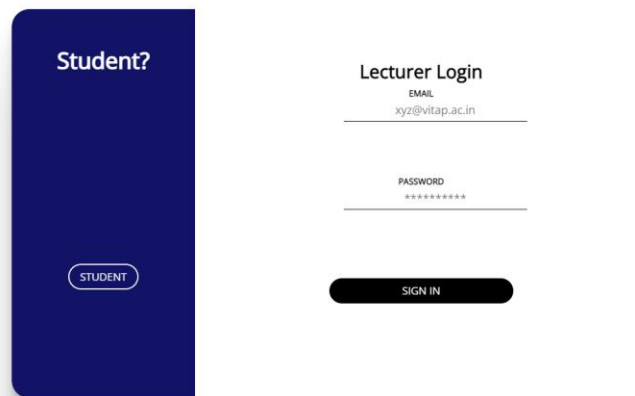 Student?
STUDENT
Lecturer Login
EMAIL
xyz@vitap.ac.in
PASSWORD
**********
SIGN IN